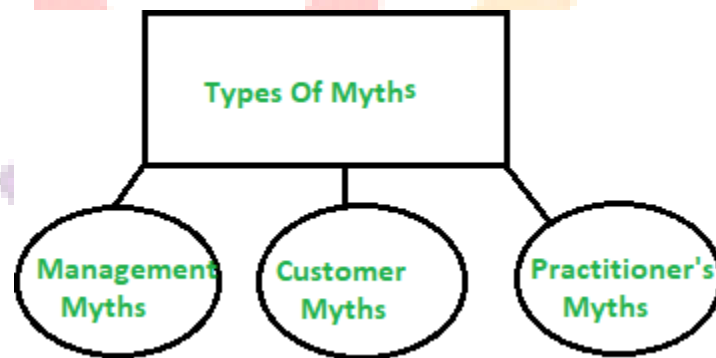 Types Of Myths
Management
Myths
Customer
Myths
Practitioner's
Myths